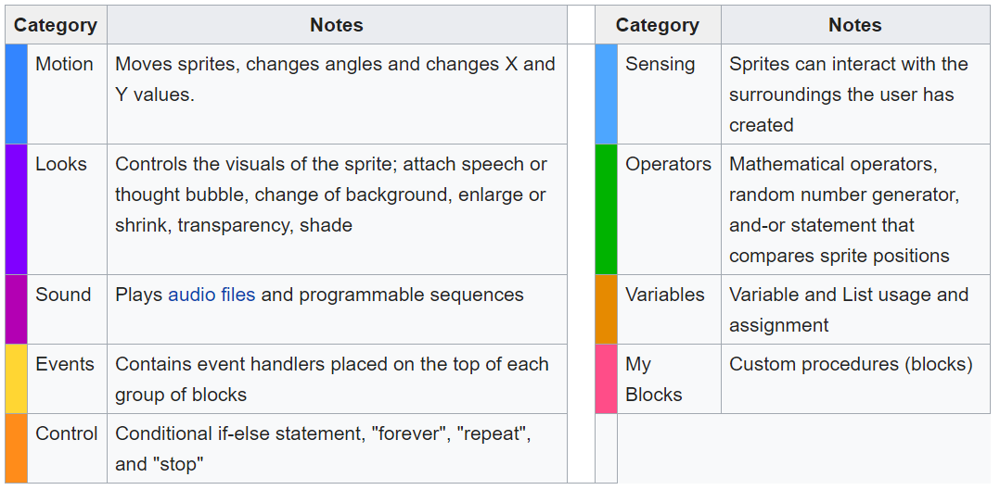 Category Notes Category Notes
Motion Moves sprites, changes angles and changes X and
Y values.
Sensing Sprites can interact with the
surroundings the user has
created
Looks Controls the visuals of the sprite; attach speech or
thought bubble, change of background, enlarge or
shrink, transparency, shade
Operators Mathematical operators,
random number generator,
and-or statement that
compares sprite positions
Sound Plays audio files and programmable sequences
Variables Variable and List usage and
assignment
Events Contains event handlers placed on the top of each
group of blocks
My
Blocks
Custom procedures (blocks)
Control Conditional if-else statement, "forever", "repeat",
and "stop"